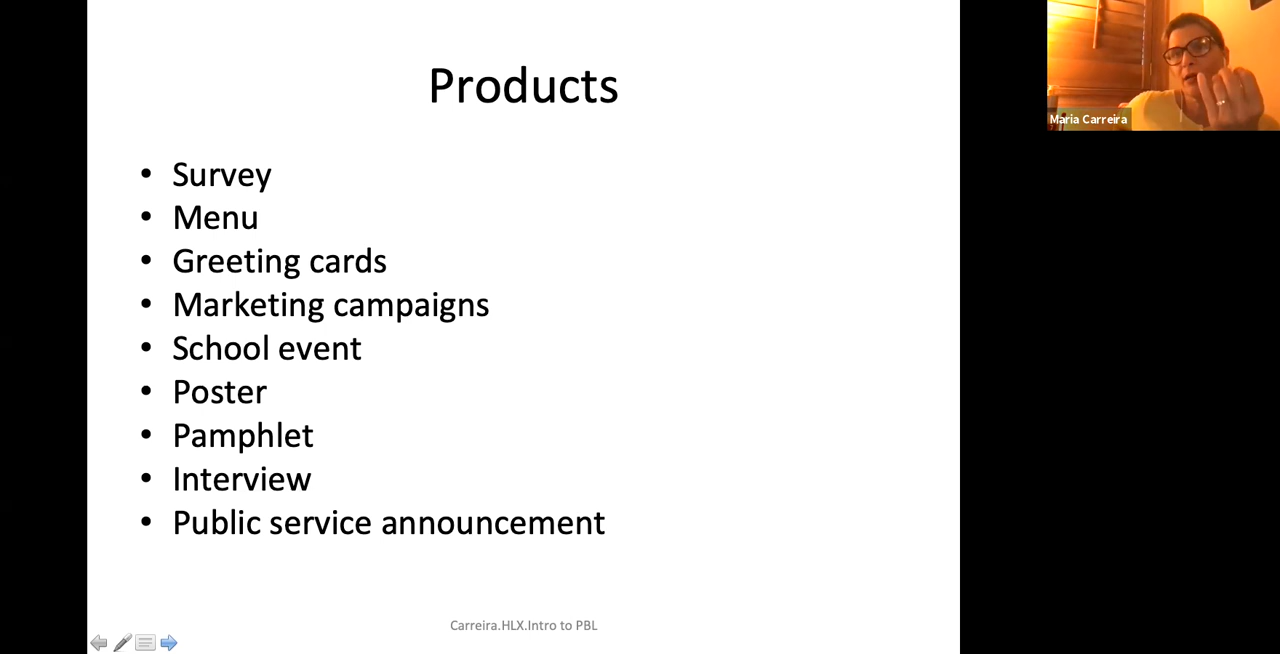 Products
• Survey
• Menu
• Greeting cards
• Marketing campaigns
• School event
• Poster
• Pamphlet
• Interview
• Public service announcement
Carreira.HLX.Intro to PBL
Maria Carreira